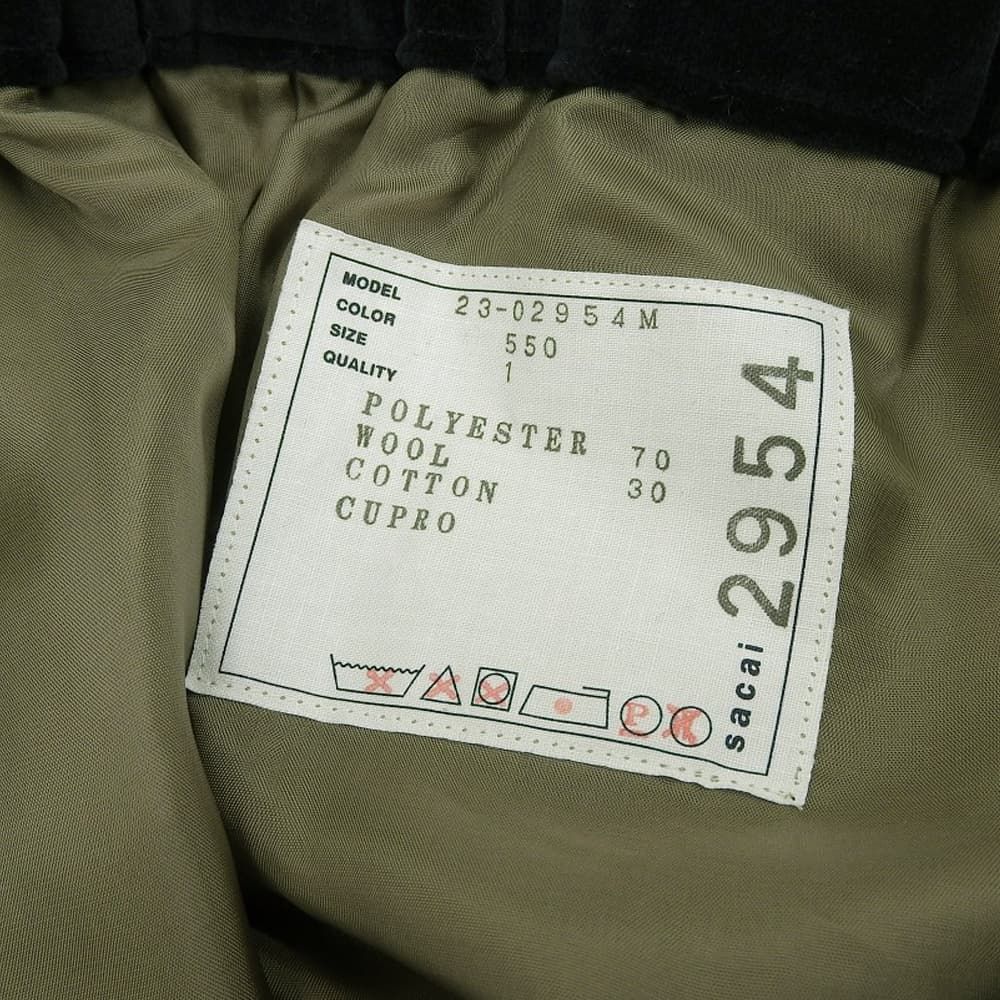 MODEL 23-02954M
COLOR 550
SIZE 1
QUALITY
POLYESTER 70
WOOL 30
COTTON
CUPRO
P
sacai 2954